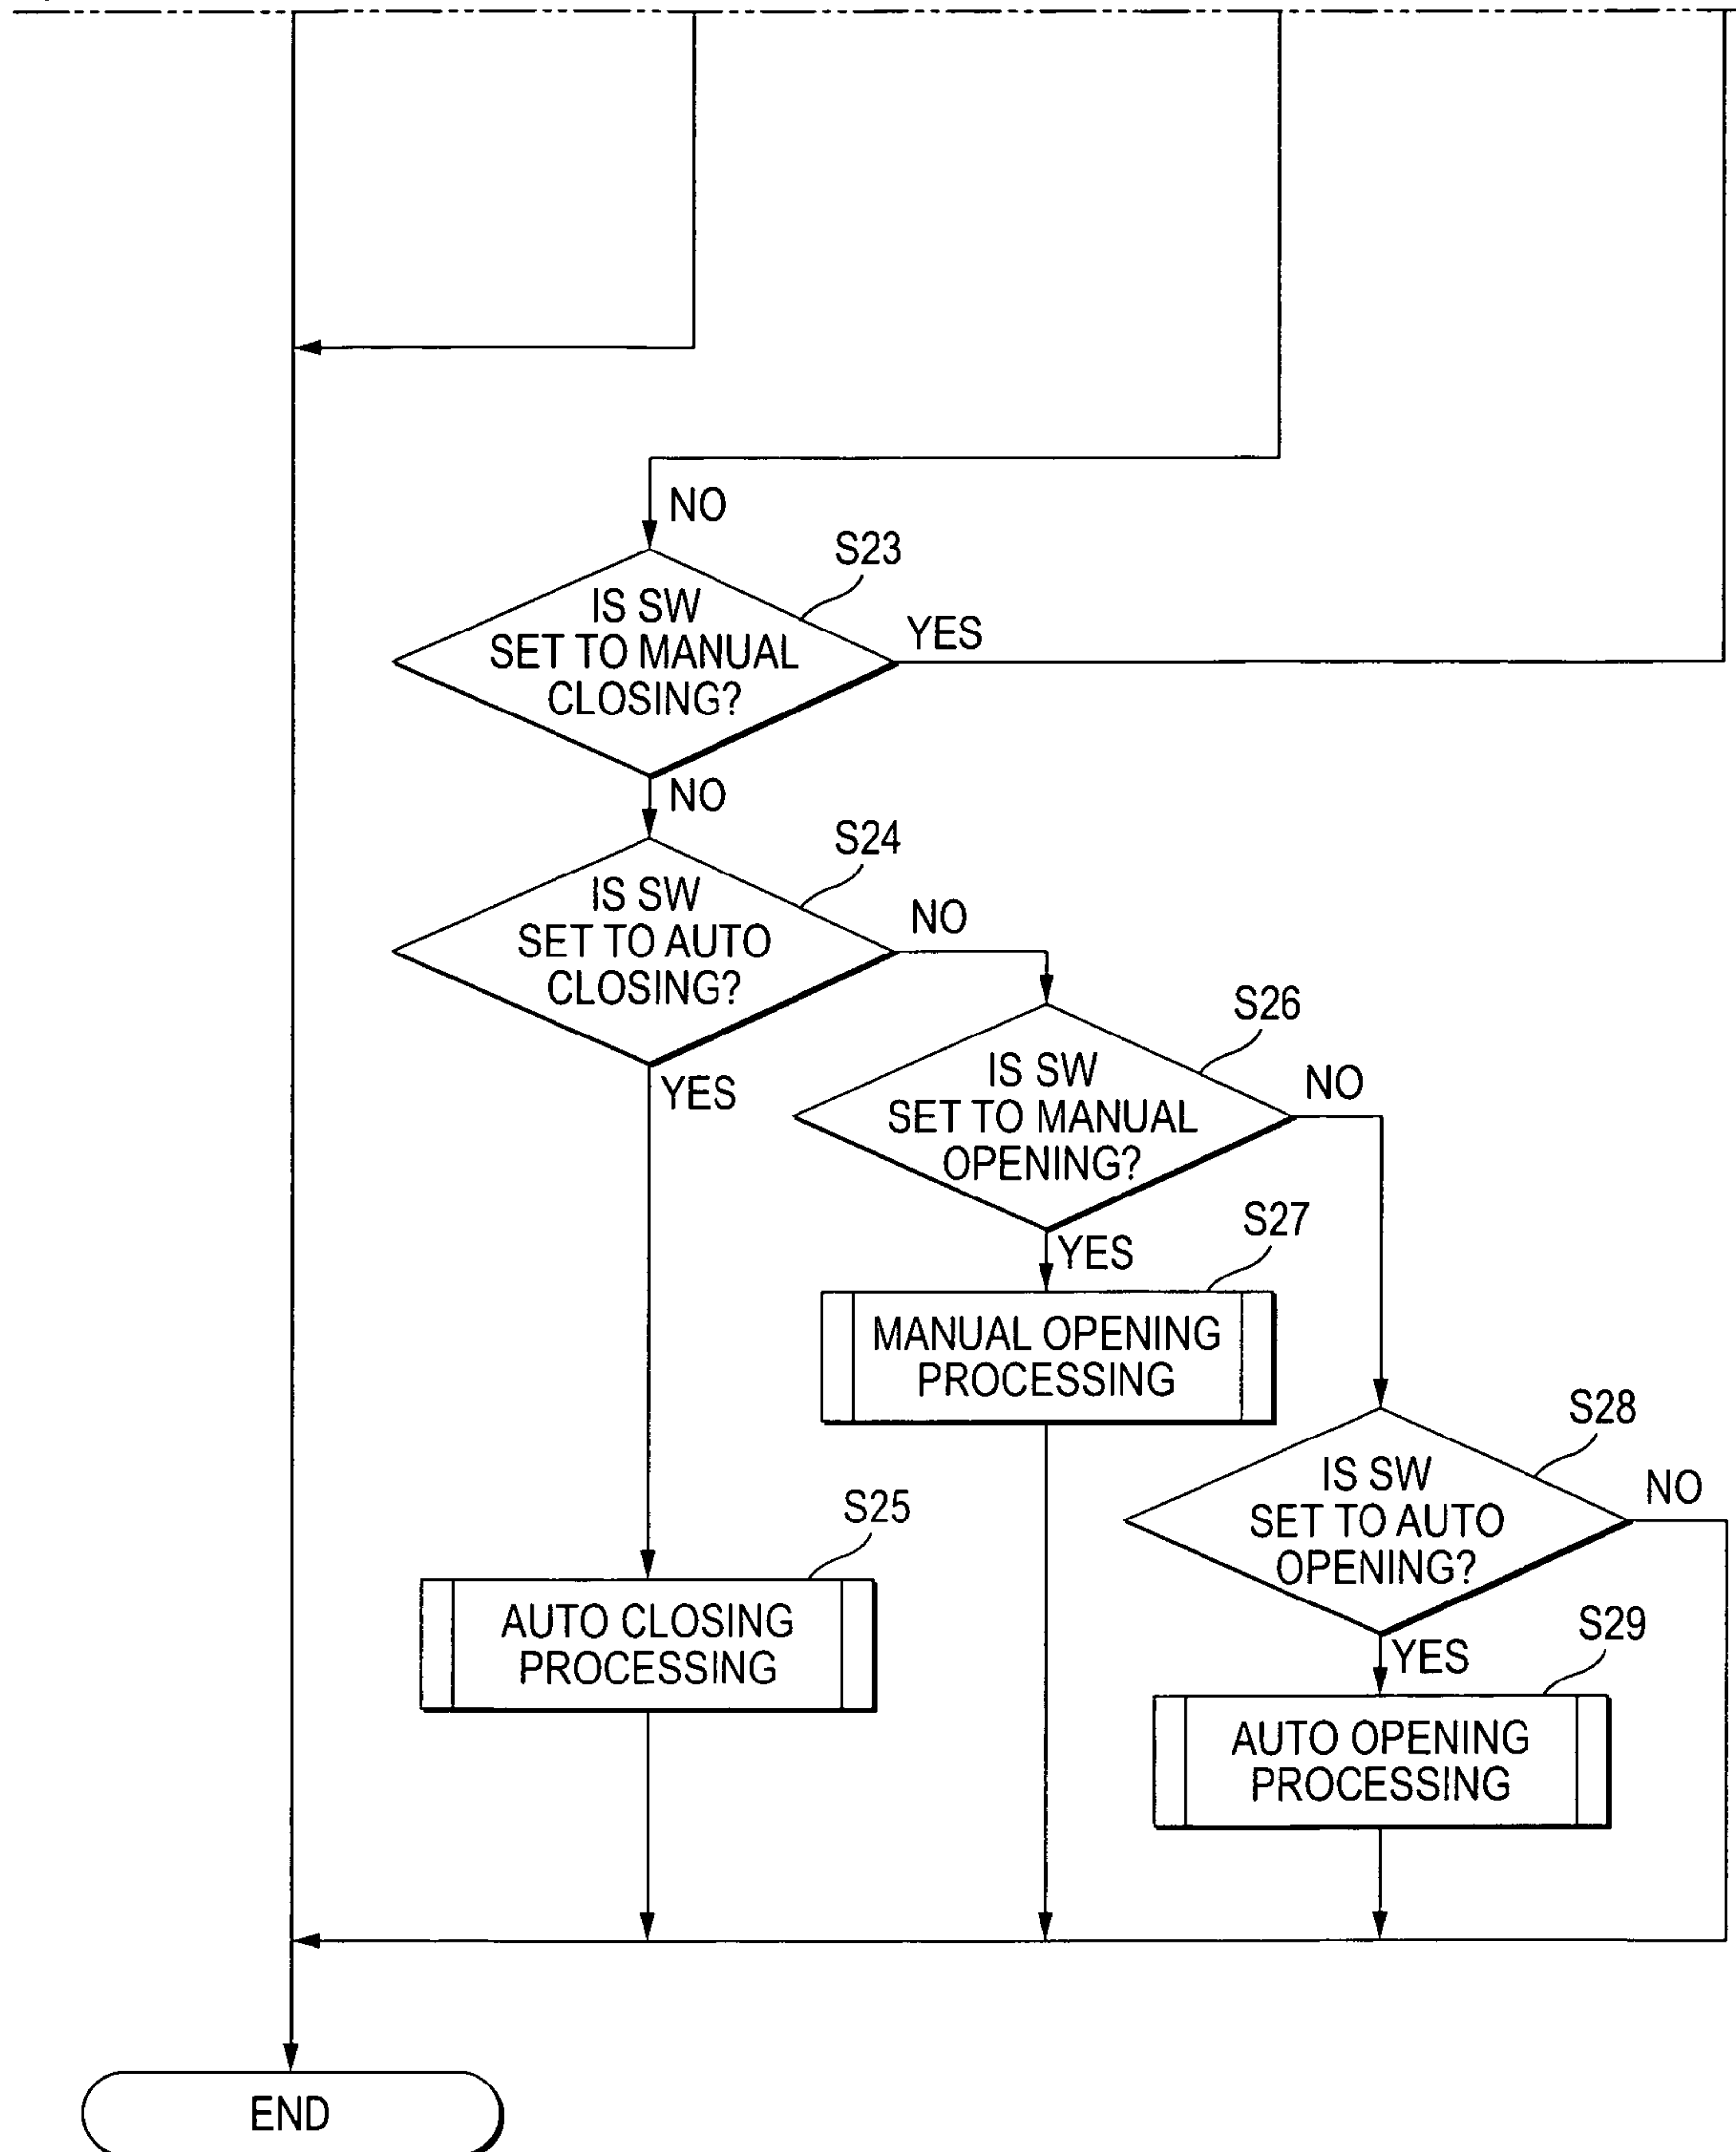 NO
S23
IS SW
SET TO MANUAL
CLOSING?
YES
NO
S24
IS SW
SET TO AUTO
CLOSING?
NO
YES
S26
IS SW
SET TO MANUAL
OPENING?
NO
YES
S27
MANUAL OPENING
PROCESSING
S28
IS SW
SET TO AUTO
OPENING?
NO
YES
S25
AUTO CLOSING
PROCESSING
S29
AUTO OPENING
PROCESSING
END